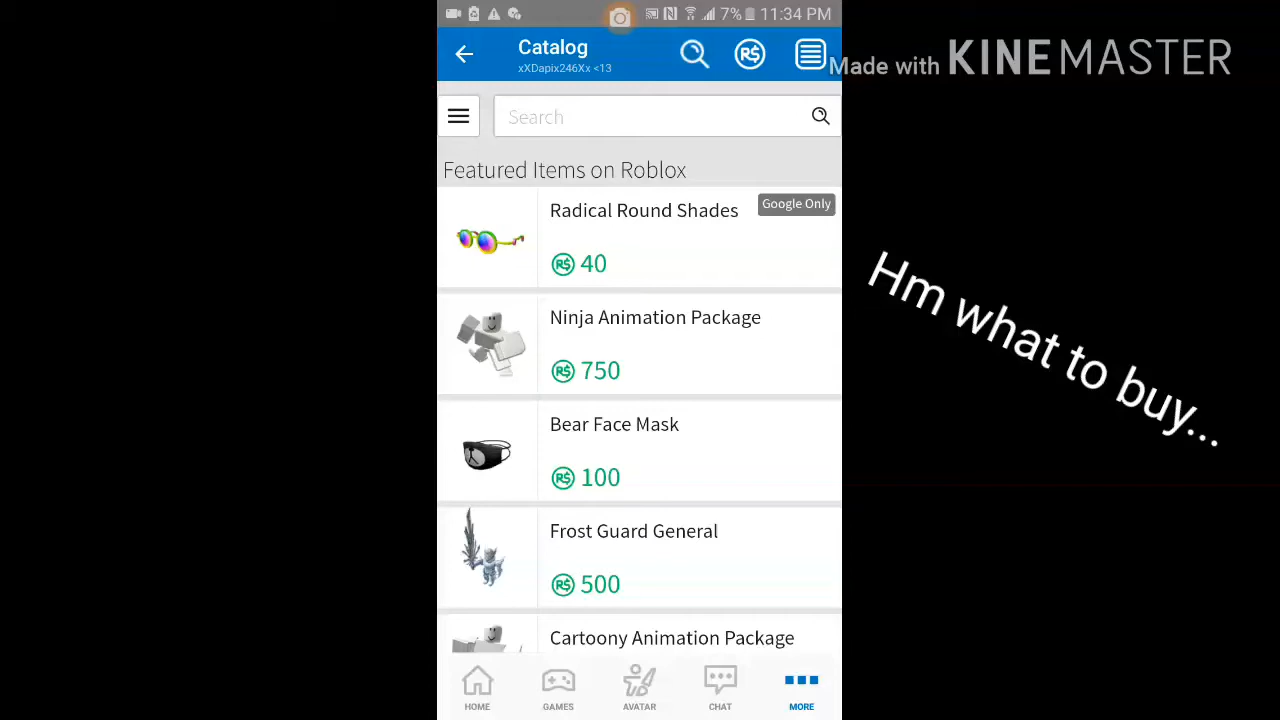 7% 11:34 PM
Catalog
xXDapix246Xx <13
R$
Made with KINEMASTER
Search
Featured Items on Roblox
Radical Round Shades
Google Only
R$ 40
Ninja Animation Package
R$ 750
Bear Face Mask
R$ 100
Frost Guard General
R$ 500
Cartoony Animation Package
Hm what to buy...
HOME GAMES AVATAR CHAT MORE